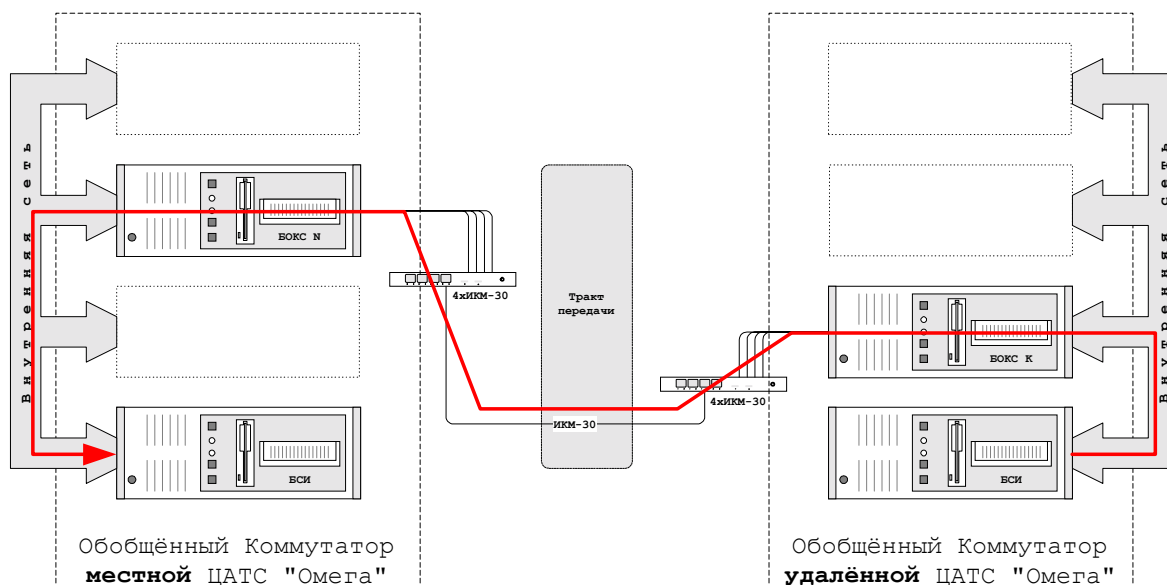 Внутренняя сеть
БОКС N
4хИКМ-30
БСИ
Тракт
передачи
ИКМ-30
Внутренняя сеть
БОКС К
4хИКМ-30
БСИ
Обобщённый Коммутатор
местной ЦАТС "Омега"
Обобщённый Коммутатор
удалённой ЦАТС "Омега"